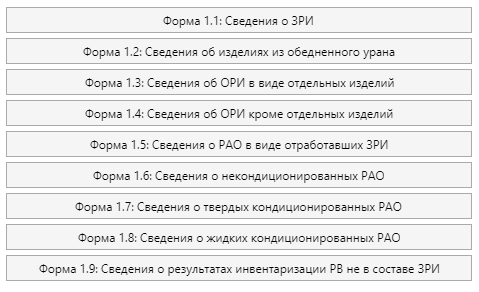 Форма 1.1: Сведения о ЗРИ
Форма 1.2: Сведения об изделиях из обедненного урана
Форма 1.3: Сведения об ОРИ в виде отдельных изделий
Форма 1.4: Сведения об ОРИ кроме отдельных изделий
Форма 1.5: Сведения о РАО в виде отработавших ЗРИ
Форма 1.6: Сведения о некондиционированных РАО
Форма 1.7: Сведения о твердых кондиционированных РАО
Форма 1.8: Сведения о жидких кондиционированных РАО
Форма 1.9: Сведения о результатах инвентаризации РВ не в составе ЗРИ